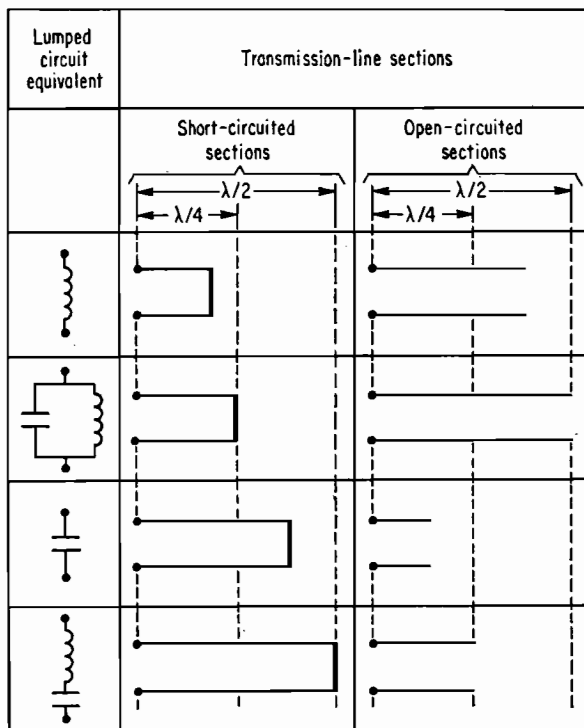 Lumped
circuit
equivalent
Transmission-line sections
Short-circuited
sections
Open-circuited
sections
λ/2
λ/4
λ/2
λ/4